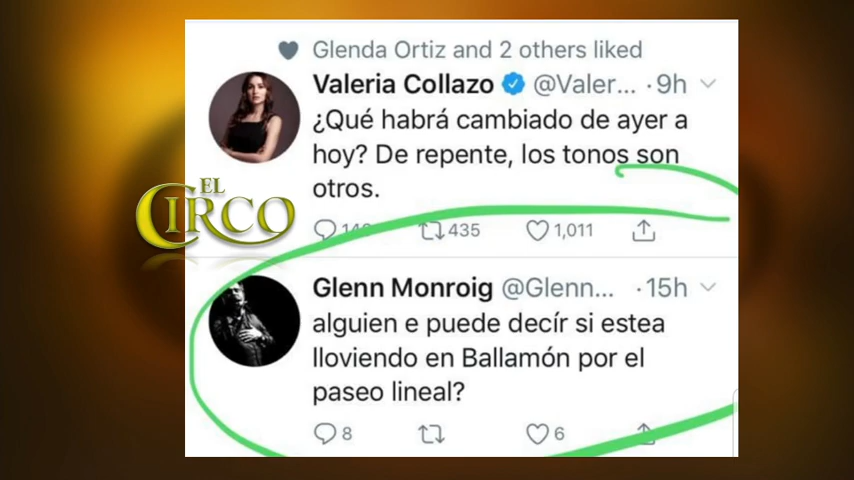 Glenda Ortiz and 2 others liked
Valeria Collazo @Valer... · 9h
¿Qué habrá cambiado de ayer a
hoy? De repente, los tonos son
otros.
435 1,011
EL
CIRCO
Glenn Monroig @Glenn... · 15h
alguien e puede decír si estea
lloviendo en Ballamón por el
paseo lineal?
8 6